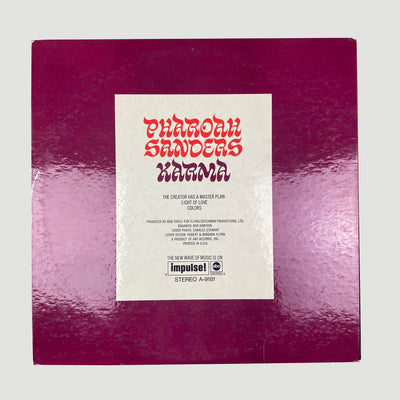 PHAROAH
SANDERS
KARMA
THE CREATOR HAS A MASTER PLAN
LIGHT OF LOVE
COLORS
PRODUCED BY BOB THIELE FOR FLYING DUTCHMAN PRODUCTIONS, LTD.
ENGINEER: BOB SIMPSON
COVER PHOTO: CHARLES STEWART
COVER DESIGN: ROBERT & BARBARA FLYNN
A PRODUCT OF ABC RECORDS, INC.
PRINTED IN U.S.A.
THE NEW WAVE OF MUSIC IS ON
impulse! abc
STEREO A-9181